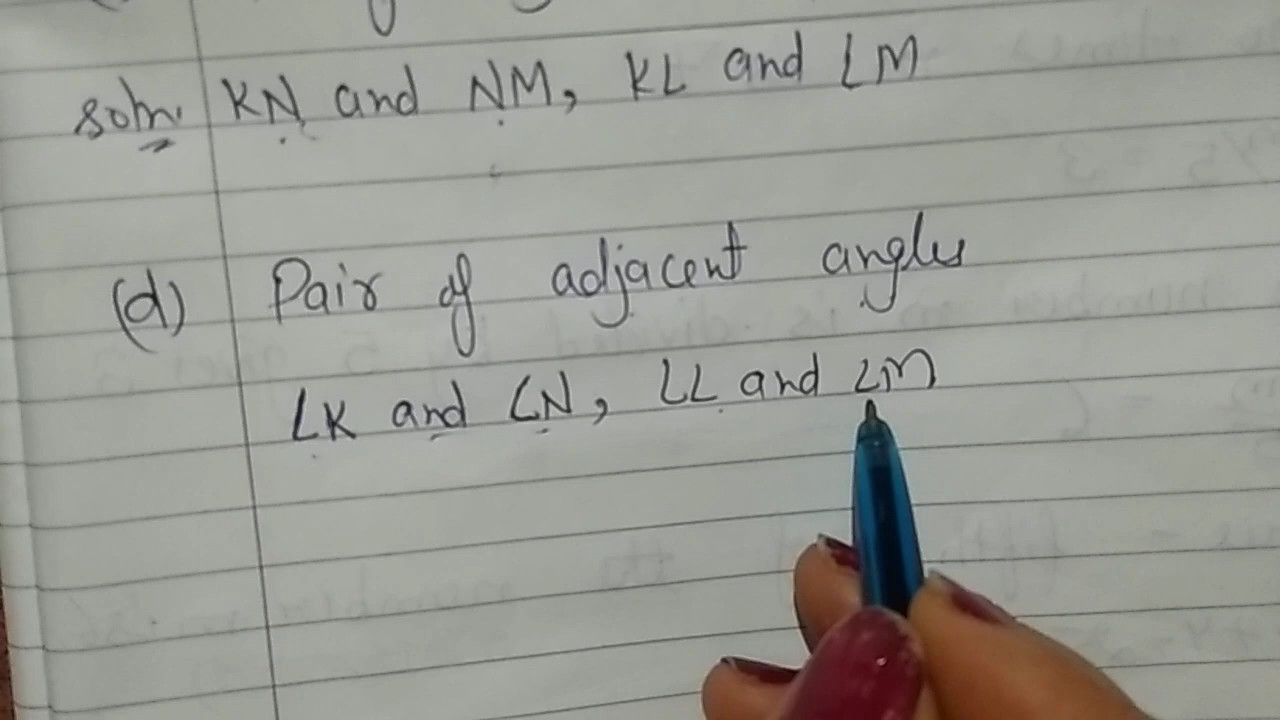 soln. KN and NM, KL and LM
(d) Pair of adjacent angles
∠K and ∠N, ∠L and ∠M